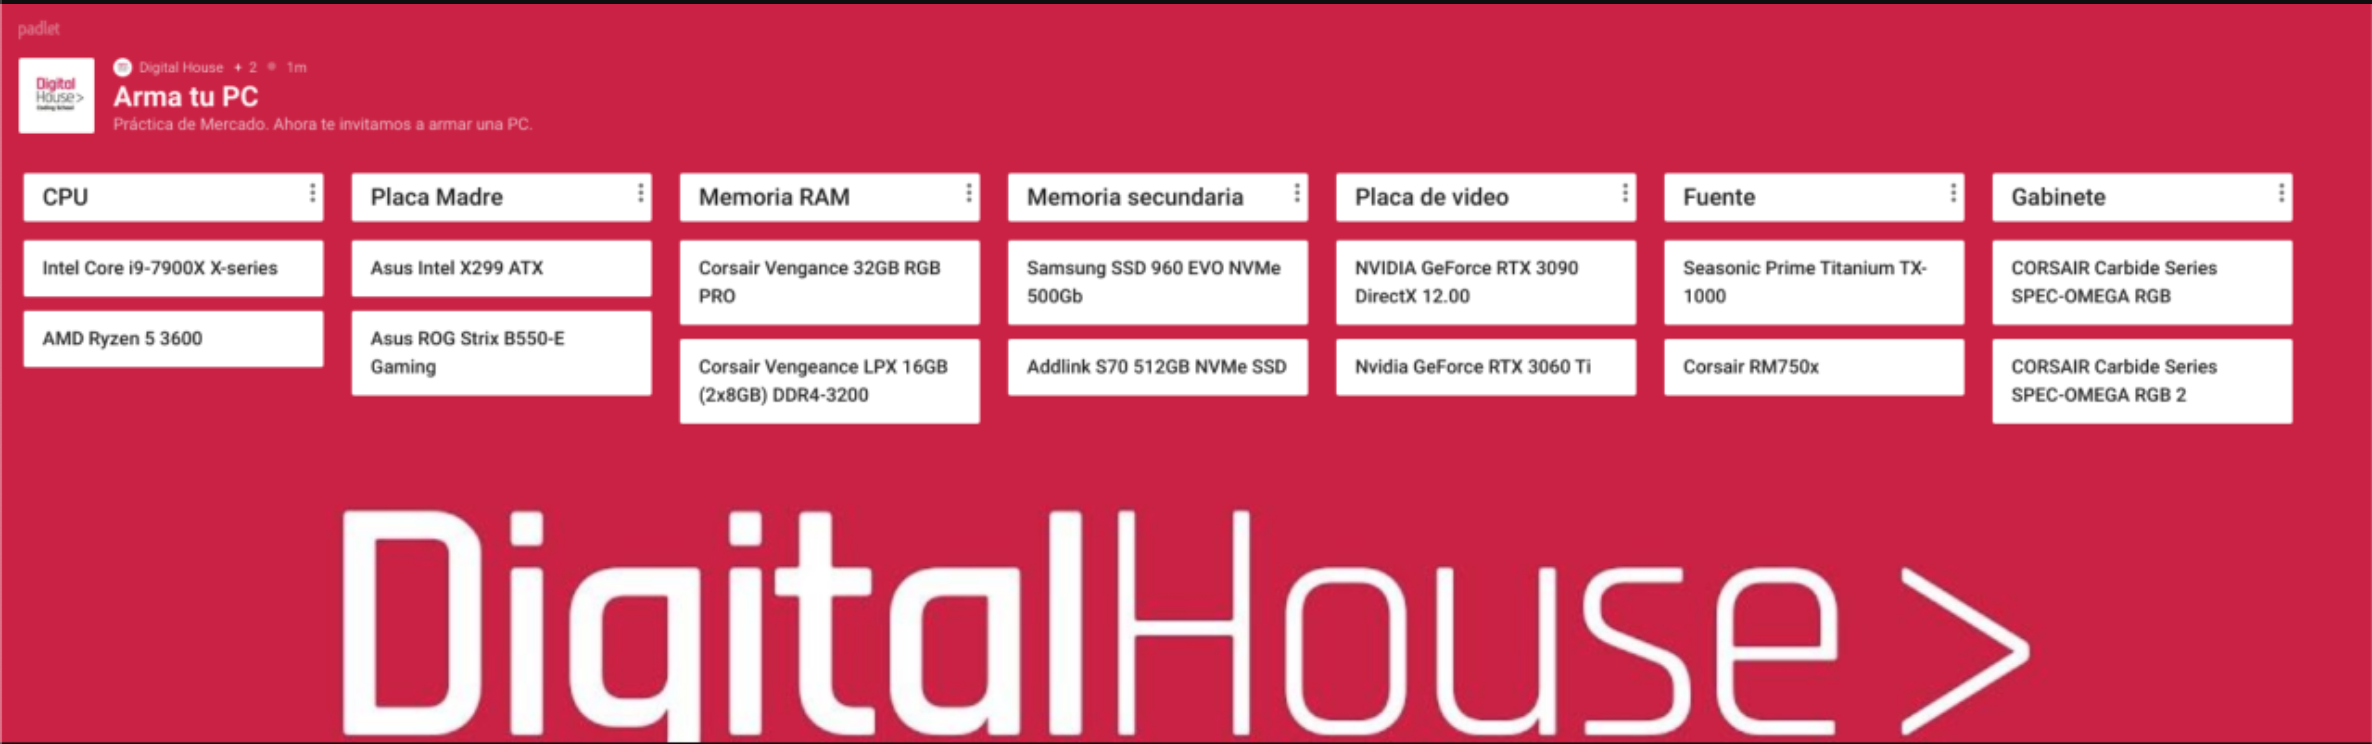 padlet
Digital
House>
Coding School
Digital House + 2 • 1m
Arma tu PC
Práctica de Mercado. Ahora te invitamos a armar una PC.
CPU
Intel Core i9-7900X X-series
AMD Ryzen 5 3600
Placa Madre
Asus Intel X299 ATX
Asus ROG Strix B550-E
Gaming
Memoria RAM
Corsair Vengance 32GB RGB
PRO
Corsair Vengeance LPX 16GB
(2x8GB) DDR4-3200
Memoria secundaria
Samsung SSD 960 EVO NVMe
500Gb
Addlink S70 512GB NVMe SSD
Placa de video
NVIDIA GeForce RTX 3090
DirectX 12.00
Nvidia GeForce RTX 3060 Ti
Fuente
Seasonic Prime Titanium TX-
1000
Corsair RM750x
Gabinete
CORSAIR Carbide Series
SPEC-OMEGA RGB
CORSAIR Carbide Series
SPEC-OMEGA RGB 2
DigitalHouse>